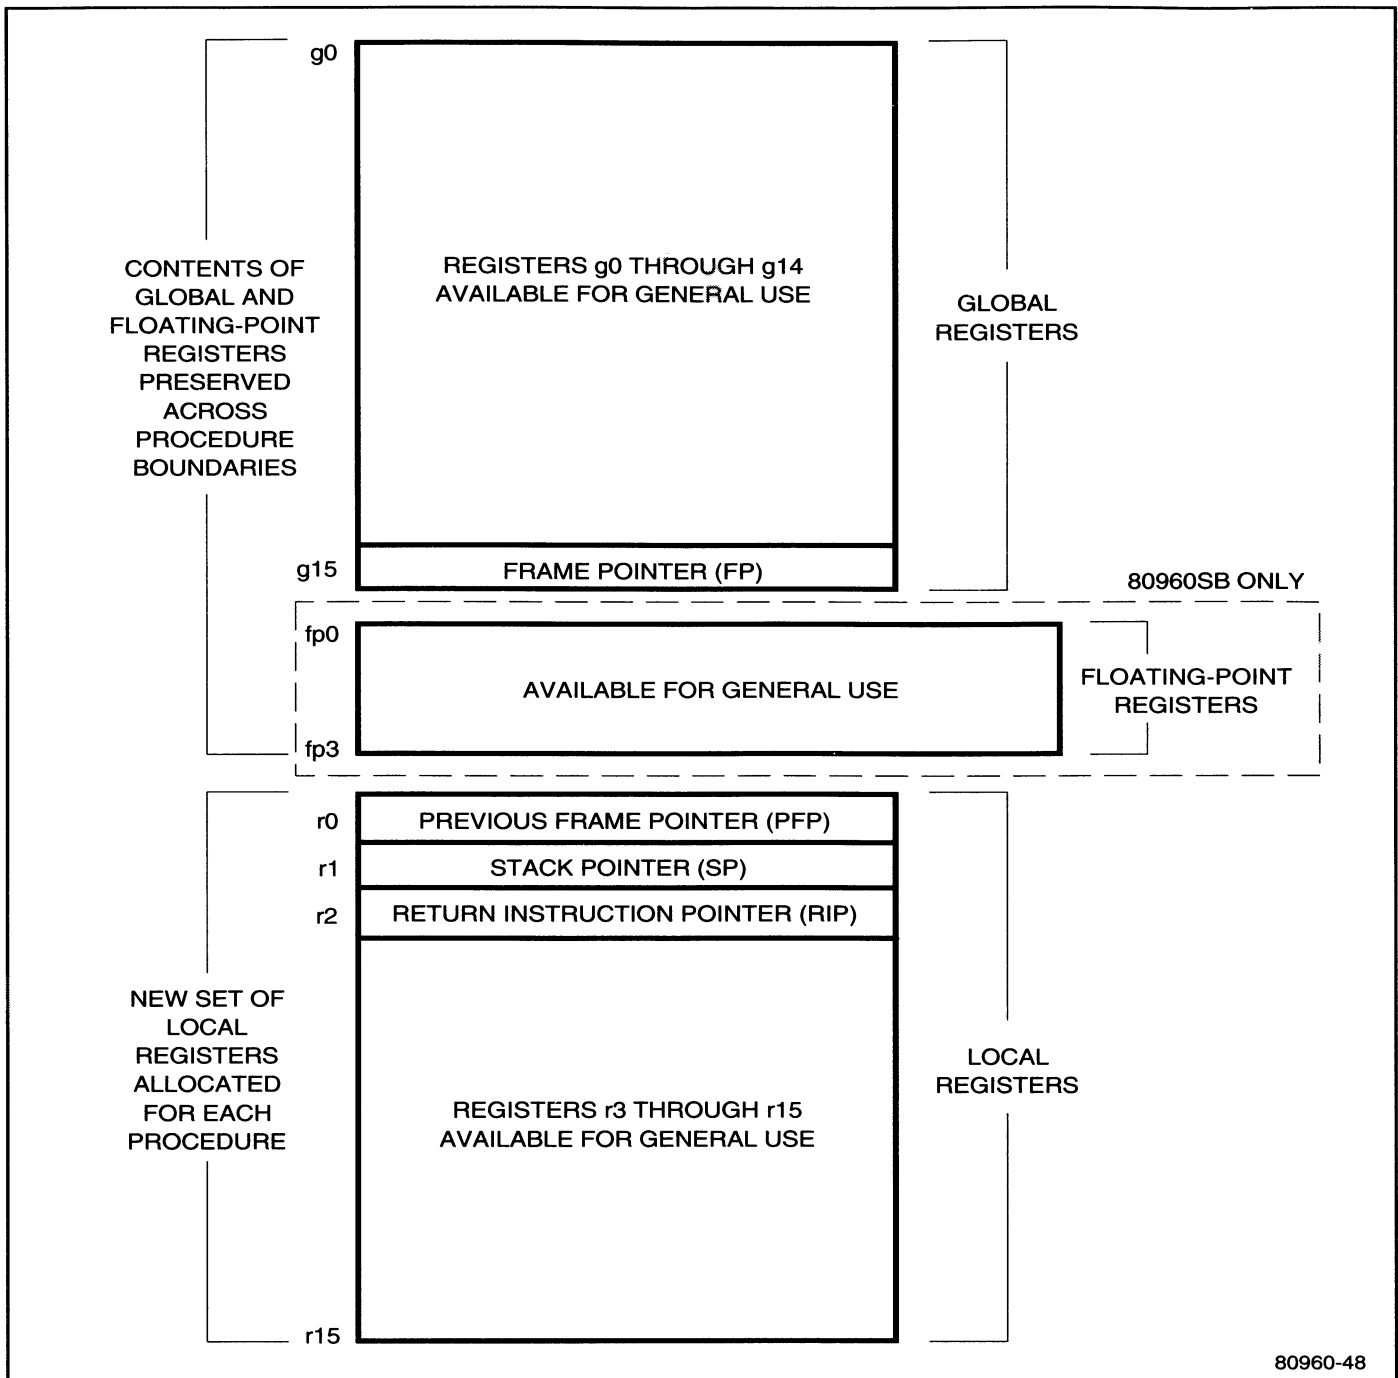 g0
REGISTERS g0 THROUGH g14
AVAILABLE FOR GENERAL USE
CONTENTS OF
GLOBAL AND
FLOATING-POINT
REGISTERS
PRESERVED
ACROSS
PROCEDURE
BOUNDARIES
GLOBAL
REGISTERS
g15
FRAME POINTER (FP)
80960SB ONLY
fp0
AVAILABLE FOR GENERAL USE
FLOATING-POINT
REGISTERS
fp3
r0
PREVIOUS FRAME POINTER (PFP)
r1
STACK POINTER (SP)
r2
RETURN INSTRUCTION POINTER (RIP)
NEW SET OF
LOCAL
REGISTERS
ALLOCATED
FOR EACH
PROCEDURE
REGISTERS r3 THROUGH r15
AVAILABLE FOR GENERAL USE
LOCAL
REGISTERS
r15
80960-48